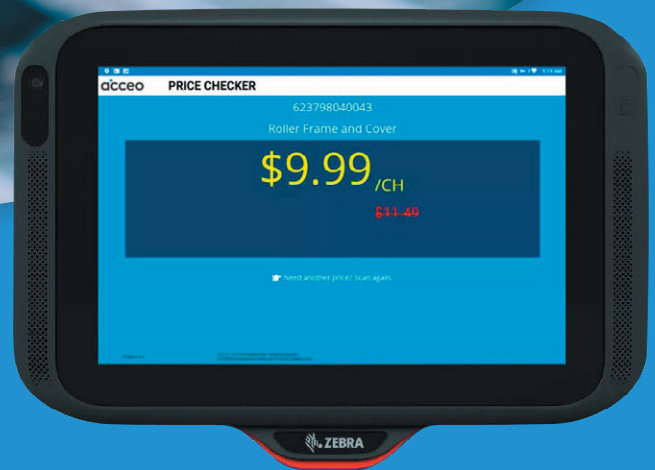 acceo PRICE CHECKER
623798040043
Roller Frame and Cover
$9.99 /CH
$11.49
Need another price? Scan again.
ZEBRA